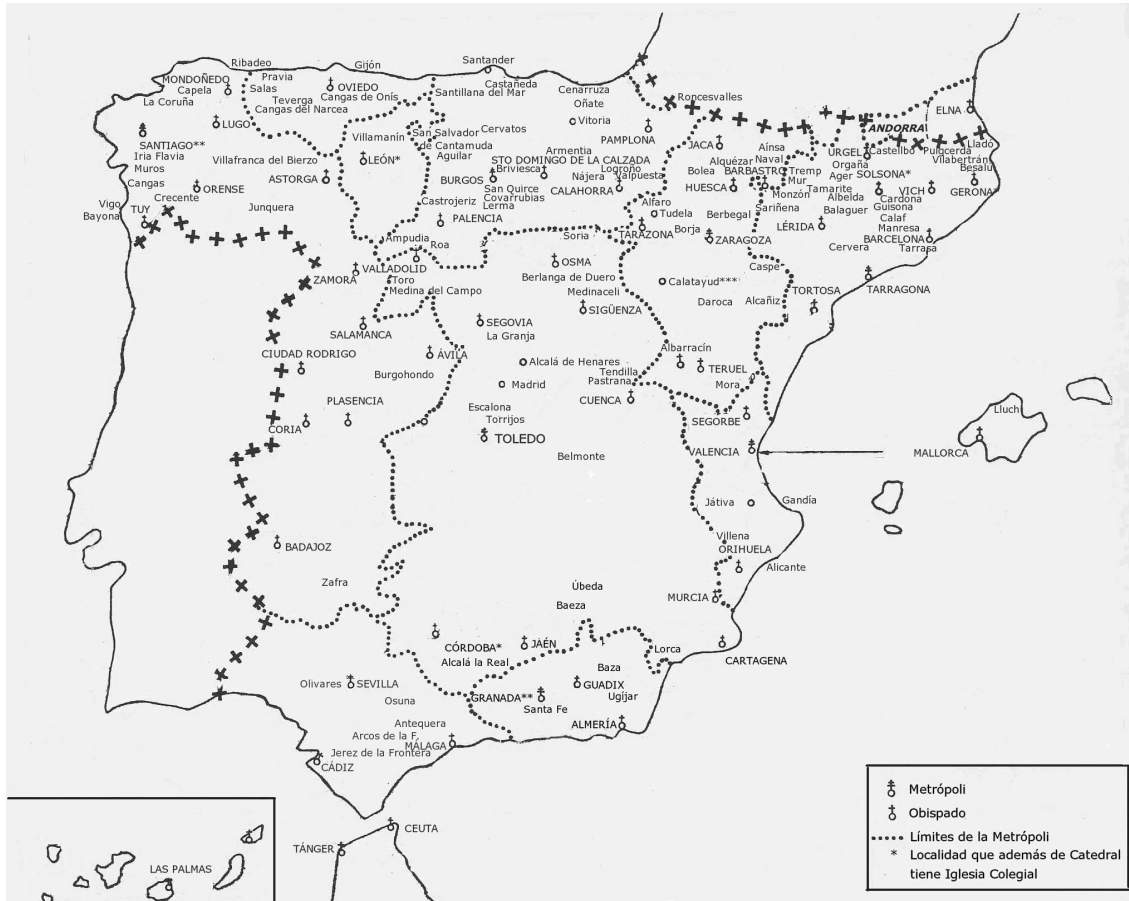 Santander
Ribadeo
Gijón
MONDOÑEDO
Pravia
Capela
Salas
OVIEDO
La Coruña
Teverga
Cangas de Onís
Cangas del Narcea
Santillana del Mar
Castañeda
Cenarruza
Oñate
Roncesvalles
ELNA
LUGO
Villamanín
San Salvador
de Cantamuda
Aguilar
Cervatos
Vitoria
PAMPLONA
ANDORRA
SANTIAGO**
Iria Flavia
Muros
Cangas
Villafranca del Bierzo
LEÓN*
Armentia
STO DOMINGO DE LA CALZADA
Briviesca
Logroño
JACA
Aínsa
Naval
Alquézar
URGEL
Castellbó
Puigcerda
Lladó
Vilabertrán
Besalu
Orgaña
Ager
SOLSONA*
ORENSE
ASTORGA
BURGOS
Nájera
Valpuesta
CALAHORRA
San Quirce
Covarrubias
Lerma
Bolea
BARBASTRO
HUESCA
Tremp
Mur
Monzón
Tamarite
Sariñena
Albelda
Balaguer
Cardona
Guisona
Calaf
Manresa
VICH
GERONA*
Crecente
Vigo
Bayona
TUY
Junquera
Castrojeriz
PALENCIA
Alfaro
Tudela
Berbegal
TARAZONA
Borja
ZARAGOZA
LÉRIDA
Cervera
BARCELONA
Tarrasa
Ampudia
Roa
Soria
ZAMORA
VALLADOLID
Toro
Medina del Campo
OSMA
Berlanga de Duero
Medinaceli
Calatayud***
Caspe
TARRAGONA
TORTOSA
Daroca
Alcañiz
SIGÜENZA
SALAMANCA
SEGOVIA
La Granja
CIUDAD RODRIGO
ÁVILA
Alcalá de Henares
Tendilla
Pastrana
Albarracín
TERUEL
Mora
Burgohondo
Madrid
CUENCA
PLASENCIA
Escalona
Torrijos
CORIA
TOLEDO
SEGORBE
Lluchi
VALENCIA
MALLORCA
Belmonte
Játiva
Gandía
Villena
ORIHUELA
Alicante
BADAJOZ
Zafra
Úbeda
Baeza
MURCIA
CÓRDOBA*
JAÉN
Alcalá la Real
Lorca
CARTAGENA
Baza
Olivares
SEVILLA
GRANADA**
GUADIX
Ugíjar
Osuna
Santa Fe
ALMERÍA
Antequera
Arcos de la F.
MÁLAGA
Jerez de la Frontera
CÁDIZ
CEUTA
TÁNGER
LAS PALMAS
Metrópoli
Obispado
Límites de la Metrópoli
* Localidad que además de Catedral
tiene Iglesia Colegial